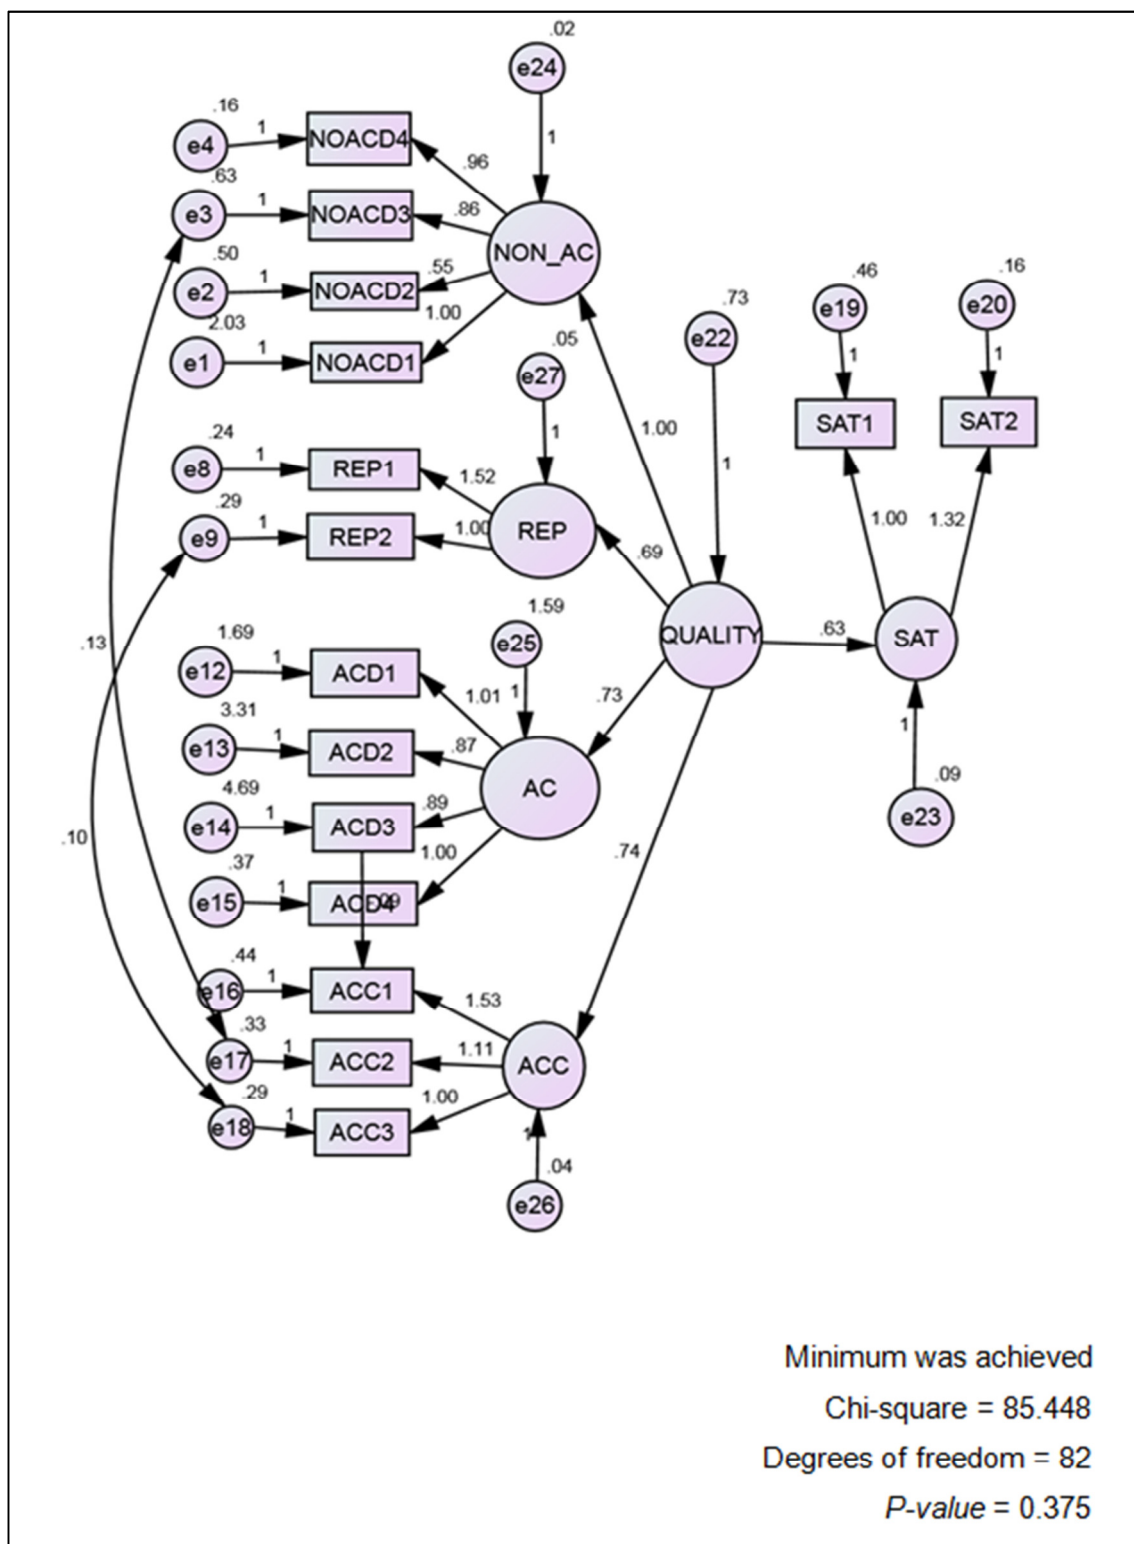 .02
e24
.16
e4
1
NOACD4
1
.96
.63
e3
1
NOACD3
.86
NON_AC
.50
e2
1
NOACD2
.55
2.03
e1
1
NOACD1
1.00
.05
e27
1
.73
e22
1
.46
e19
1
.16
e20
1
SAT1
SAT2
1.00
.24
e8
1
REP1
1.52
.29
e9
1
REP2
1.00
REP
.69
1.00
1.32
QUALITY
.63
SAT
1
.09
e23
.13
.10
1.59
e25
1
1.69
e12
1
ACD1
1.01
.73
3.31
e13
1
ACD2
.87
AC
4.69
e14
1
ACD3
.89
.37
e15
1
ACD4
1.00
.74
.44
e16
1
ACC1
1.53
.33
e17
1
ACC2
1.11
ACC
.29
e18
1
ACC3
1.00
1
.04
e26
Minimum was achieved
Chi-square = 85.448
Degrees of freedom = 82
P-value = 0.375